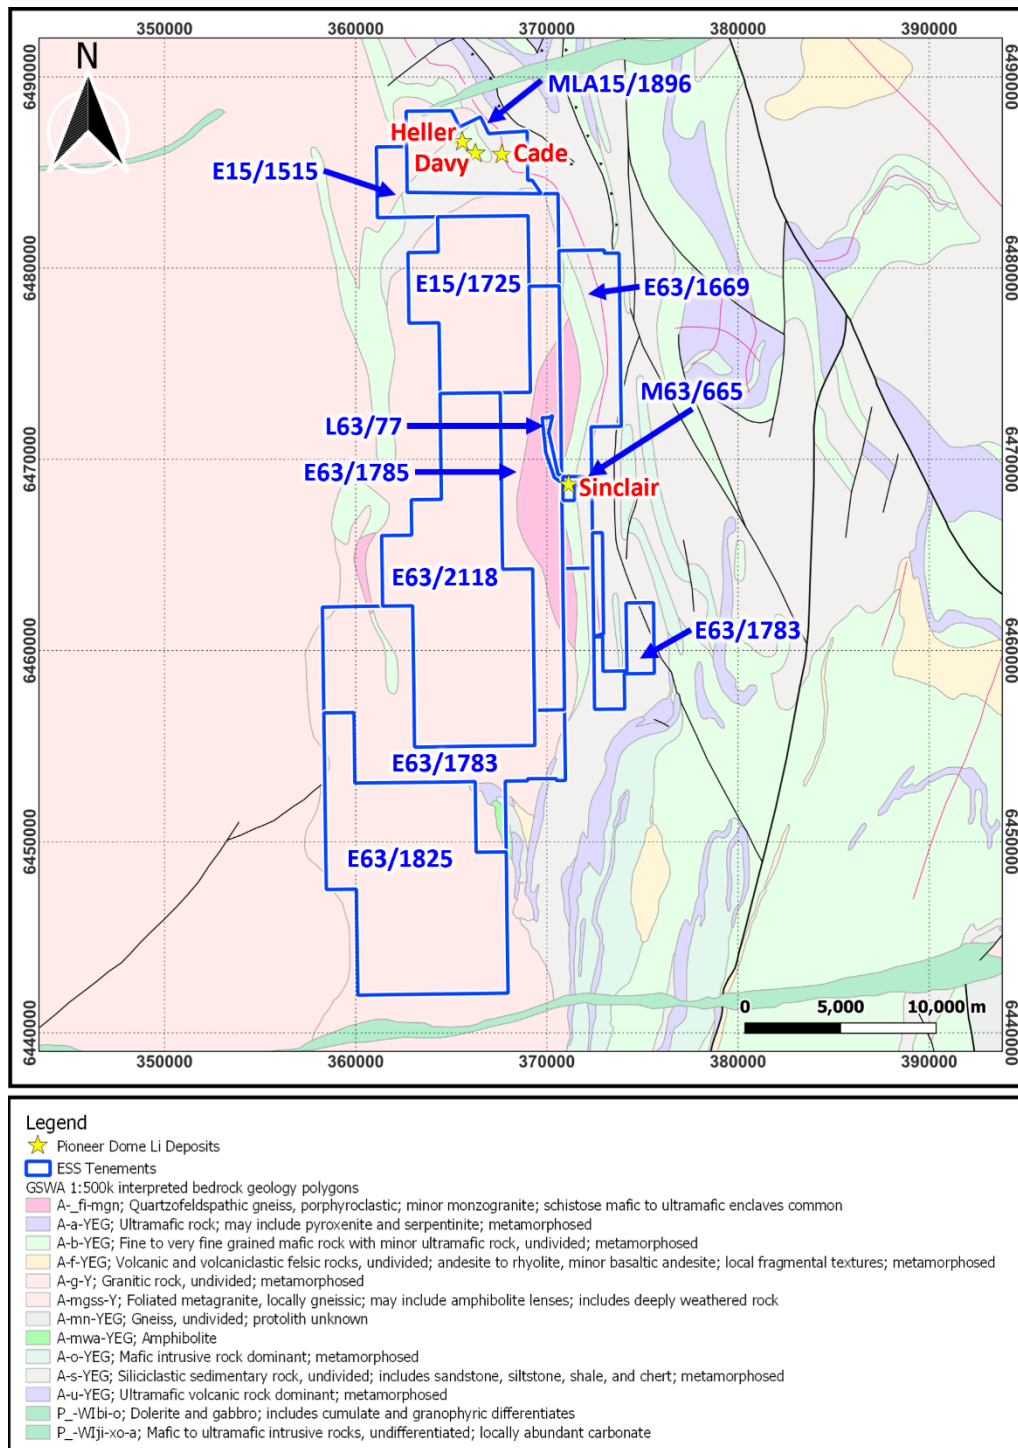 350000 360000 370000 380000 390000
6490000
6490000
N
MLA15/1896
Heller
Davy
Cade
E15/1515
6480000
6480000
E15/1725
E63/1669
M63/665
L63/77
6470000
6470000
E63/1785
Sinclair
E63/2118
E63/1783
6460000
6460000
E63/1783
6450000
6450000
E63/1825
0 5,000 10,000 m
6440000
6440000
350000 360000 370000 380000 390000
Legend
Pioneer Dome Li Deposits
ESS Tenements
GSWA 1:500k interpreted bedrock geology polygons
A-_fi-mgn; Quartzofeldspathic gneiss, porphyroclastic; minor monzogranite; schistose mafic to ultramafic enclaves common
A-a-YEG; Ultramafic rock; may include pyroxenite and serpentinite; metamorphosed
A-b-YEG; Fine to very fine grained mafic rock with minor ultramafic rock, undivided; metamorphosed
A-f-YEG; Volcanic and volcaniclastic felsic rocks, undivided; andesite to rhyolite, minor basaltic andesite; local fragmental textures; metamorphosed
A-g-Y; Granitic rock, undivided; metamorphosed
A-mgss-Y; Foliated metagranite, locally gneissic; may include amphibolite lenses; includes deeply weathered rock
A-mn-YEG; Gneiss, undivided; protolith unknown
A-mwa-YEG; Amphibolite
A-o-YEG; Mafic intrusive rock dominant; metamorphosed
A-s-YEG; Siliciclastic sedimentary rock, undivided; includes sandstone, siltstone, shale, and chert; metamorphosed
A-u-YEG; Ultramafic volcanic rock dominant; metamorphosed
P_-WIbi-o; Dolerite and gabbro; includes cumulate and granophyric differentiates
P_-WIji-xo-a; Mafic to ultramafic intrusive rocks, undifferentiated; locally abundant carbonate